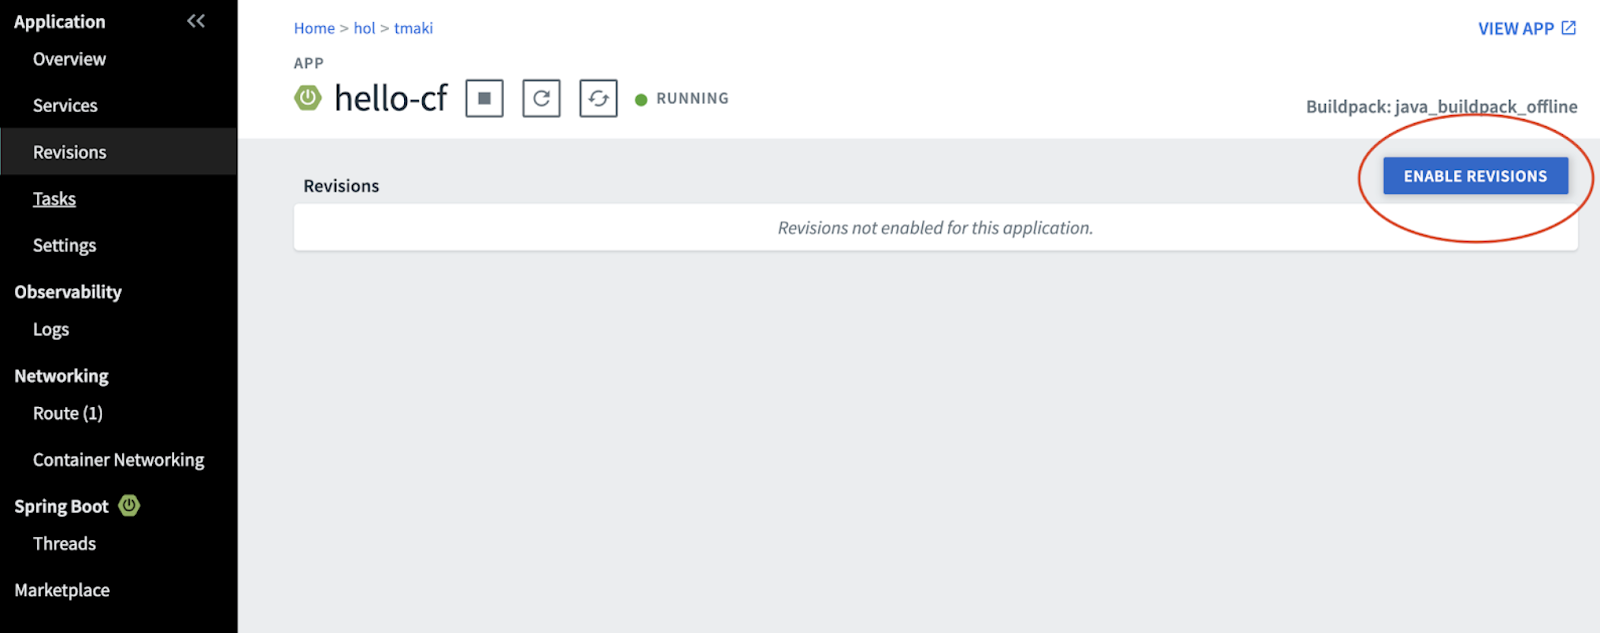 Application
Overview
Services
Revisions
Tasks
Settings
Observability
Logs
Networking
Route (1)
Container Networking
Spring Boot
Threads
Marketplace
Home > hol > tmaki
VIEW APP
APP
hello-cf
RUNNING
Buildpack: java_buildpack_offline
ENABLE REVISIONS
Revisions
Revisions not enabled for this application.